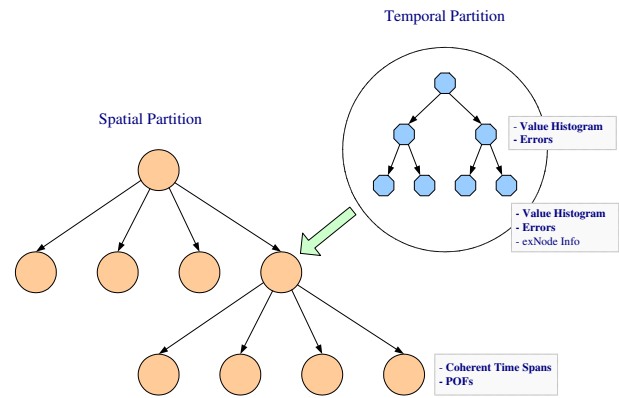 Temporal Partition
Spatial Partition
- Value Histogram
- Errors
- Value Histogram
- Errors
- exNode Info
- Coherent Time Spans
- POFs